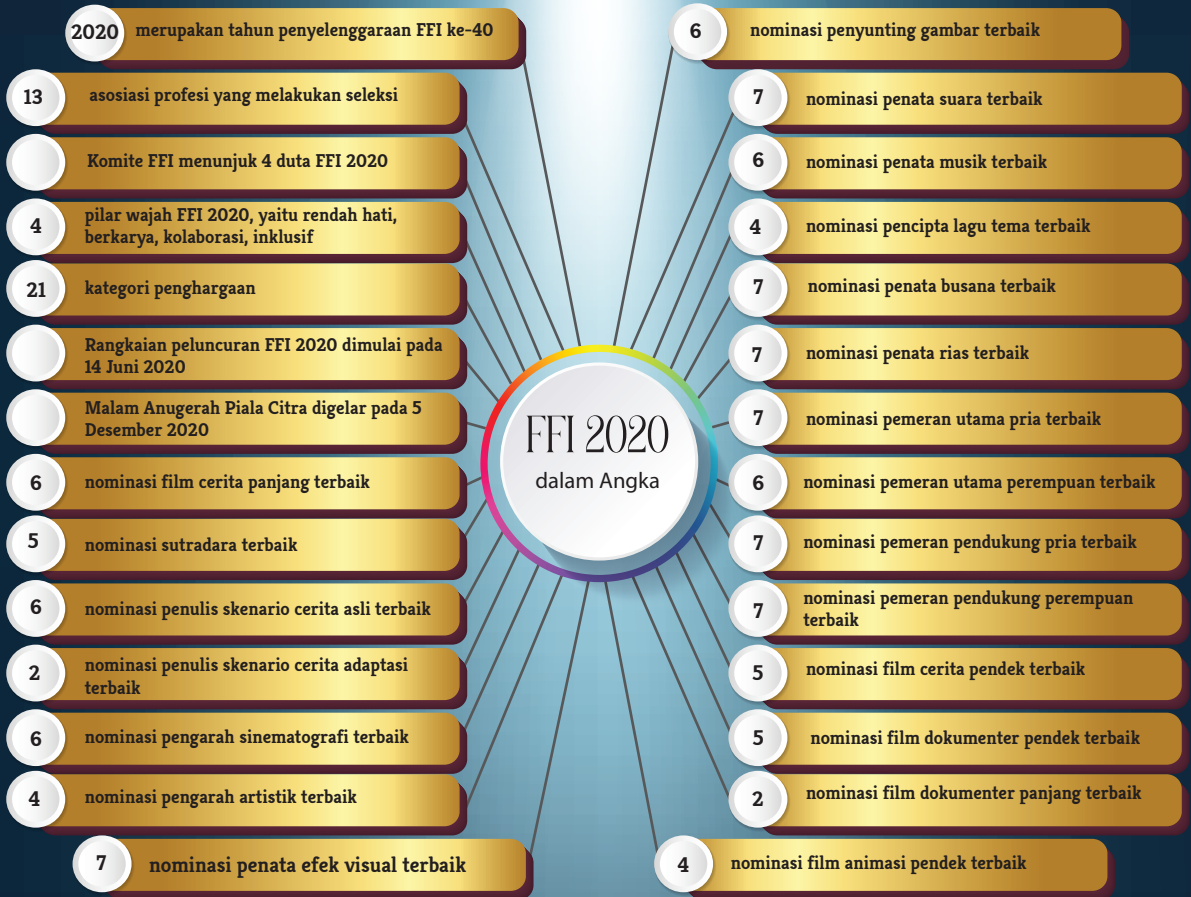 2020
merupakan tahun penyelenggaraan FFI ke-40
13
asosiasi profesi yang melakukan seleksi
Komite FFI menunjuk 4 duta FFI 2020
4
pilar wajah FFI 2020, yaitu rendah hati,
berkarya, kolaborasi, inklusif
21
kategori penghargaan
Rangkaian peluncuran FFI 2020 dimulai pada
14 Juni 2020
Malam Anugerah Piala Citra digelar pada 5
Desember 2020
6
nominasi film cerita panjang terbaik
5
nominasi sutradara terbaik
6
nominasi penulis skenario cerita asli terbaik
2
nominasi penulis skenario cerita adaptasi
terbaik
6
nominasi pengarah sinematografi terbaik
4
nominasi pengarah artistik terbaik
7
nominasi penata efek visual terbaik
FFI 2020
dalam Angka
6
nominasi penyunting gambar terbaik
7
nominasi penata suara terbaik
6
nominasi penata musik terbaik
4
nominasi pencipta lagu tema terbaik
7
nominasi penata busana terbaik
7
nominasi penata rias terbaik
7
nominasi pemeran utama pria terbaik
6
nominasi pemeran utama perempuan terbaik
7
nominasi pemeran pendukung pria terbaik
7
nominasi pemeran pendukung perempuan
terbaik
5
nominasi film cerita pendek terbaik
5
nominasi film dokumenter pendek terbaik
2
nominasi film dokumenter panjang terbaik
4
nominasi film animasi pendek terbaik